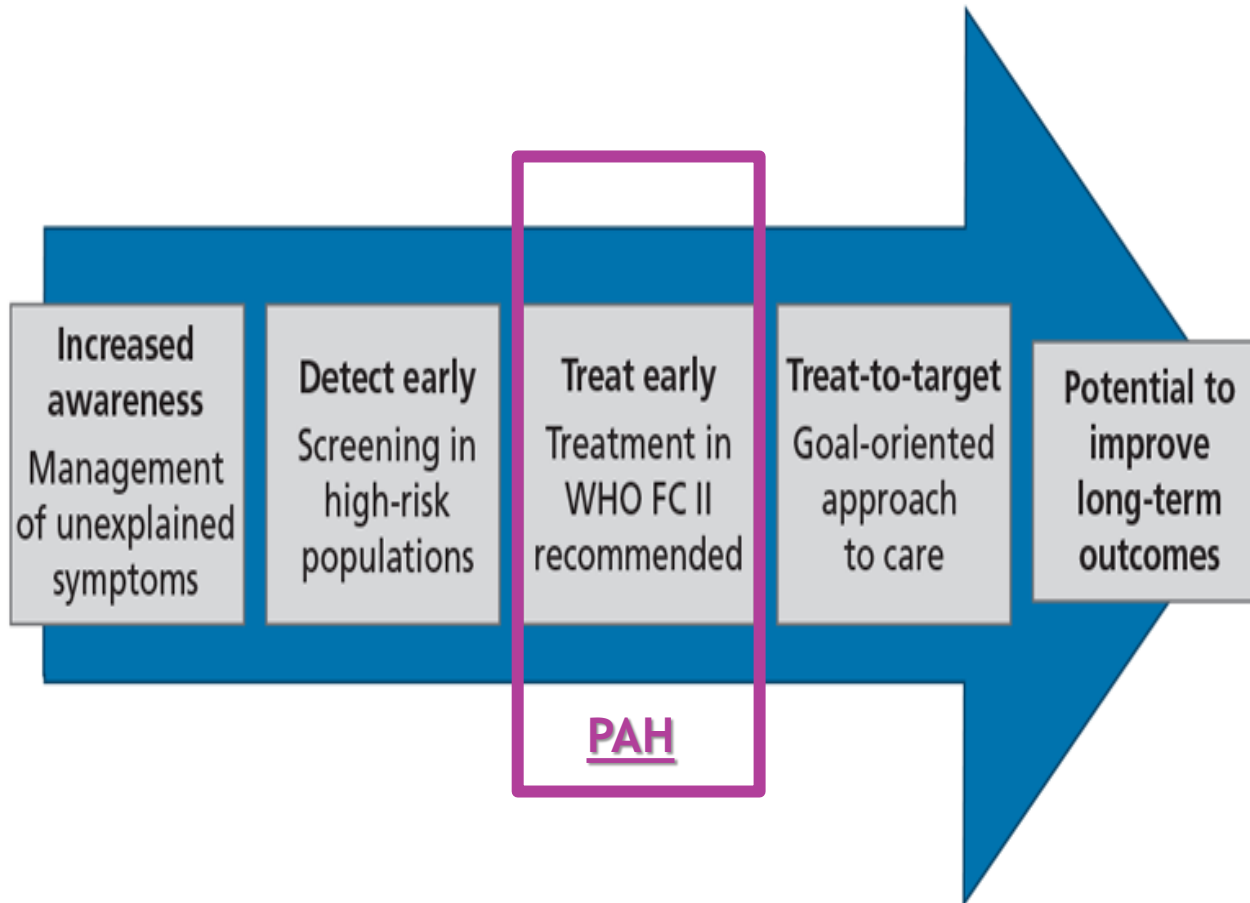 Increased
awareness
Management
of unexplained
symptoms
Detect early
Screening in
high-risk
populations
Treat early
Treatment in
WHO FC II
recommended
Treat-to-target
Goal-oriented
approach
to care
Potential to
improve
long-term
outcomes
PAH